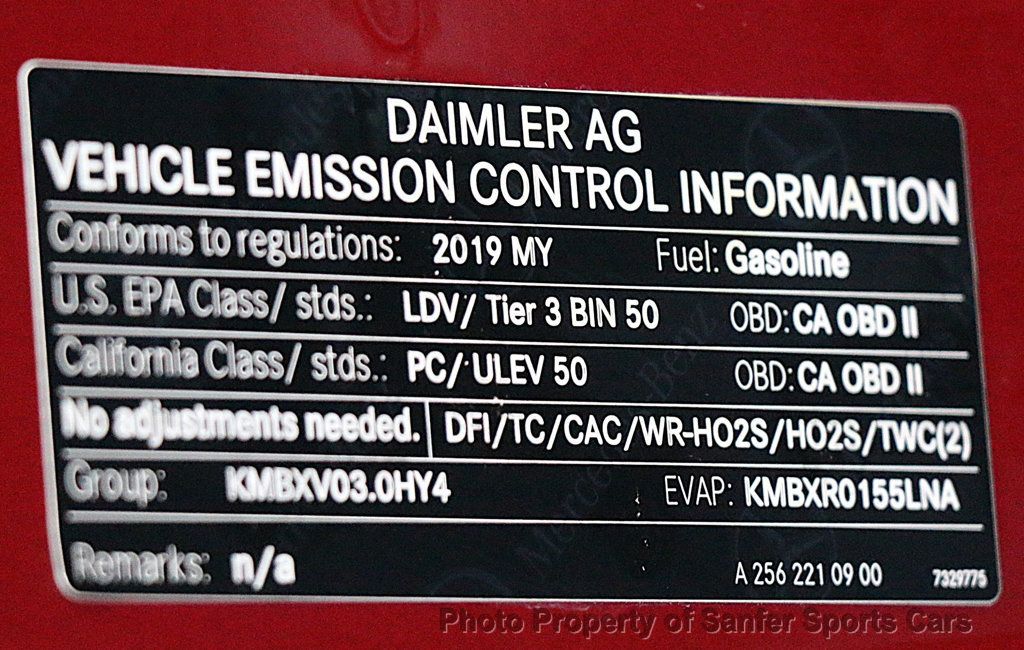 DAIMLER AG
VEHICLE EMISSION CONTROL INFORMATION
Conforms to regulations: 2019 MY Fuel: Gasoline
U.S. EPA Class/ stds.: LDV/ Tier 3 BIN 50 OBD: CA OBD II
California Class/ stds.: PC/ ULEV 50 OBD: CA OBD II
No adjustments needed. DFI/TC/CAC/WR-HO2S/HO2S/TWC(2)
Group: KMBXV03.0HY4 EVAP: KMBXR0155LNA
Remarks: n/a
A 256 221 09 00 7329775
Photo Property of Sanfer Sports Cars